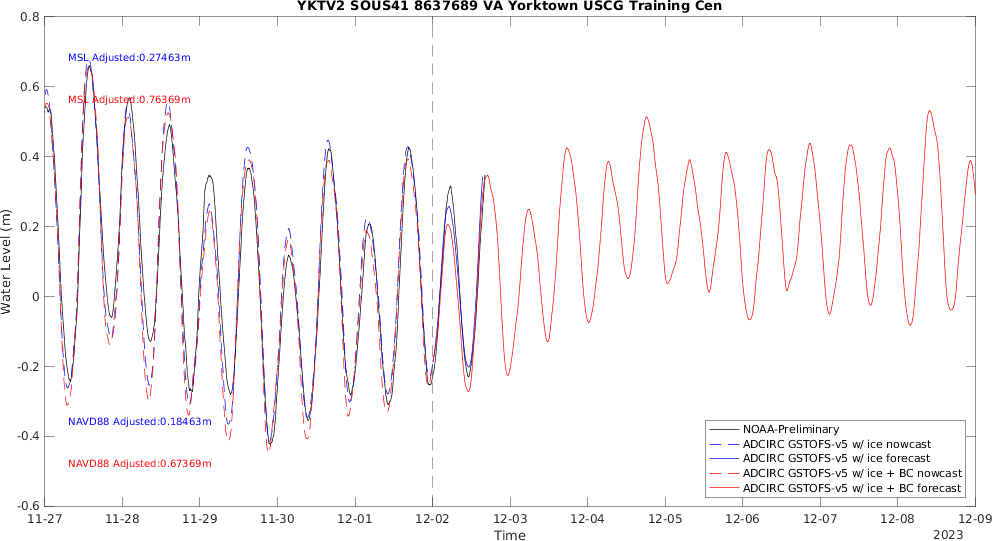 YKTV2 SOUS41 8637689 VA Yorktown USCG Training Cen
0.8
0.6
0.4
0.2
0
-0.2
-0.4
-0.6
Water Level (m)
MSL Adjusted:0.27463m
MSL Adjusted:0.76369m
NAVD88 Adjusted:0.18463m
NAVD88 Adjusted:0.67369m
NOAA-Preliminary
ADCIRC GSTOFS-v5 w/ ice nowcast
ADCIRC GSTOFS-v5 w/ ice forecast
ADCIRC GSTOFS-v5 w/ ice + BC nowcast
ADCIRC GSTOFS-v5 w/ ice + BC forecast
11-27 11-28 11-29 11-30 12-01 12-02 12-03 12-04 12-05 12-06 12-07 12-08 12-09
Time
2023